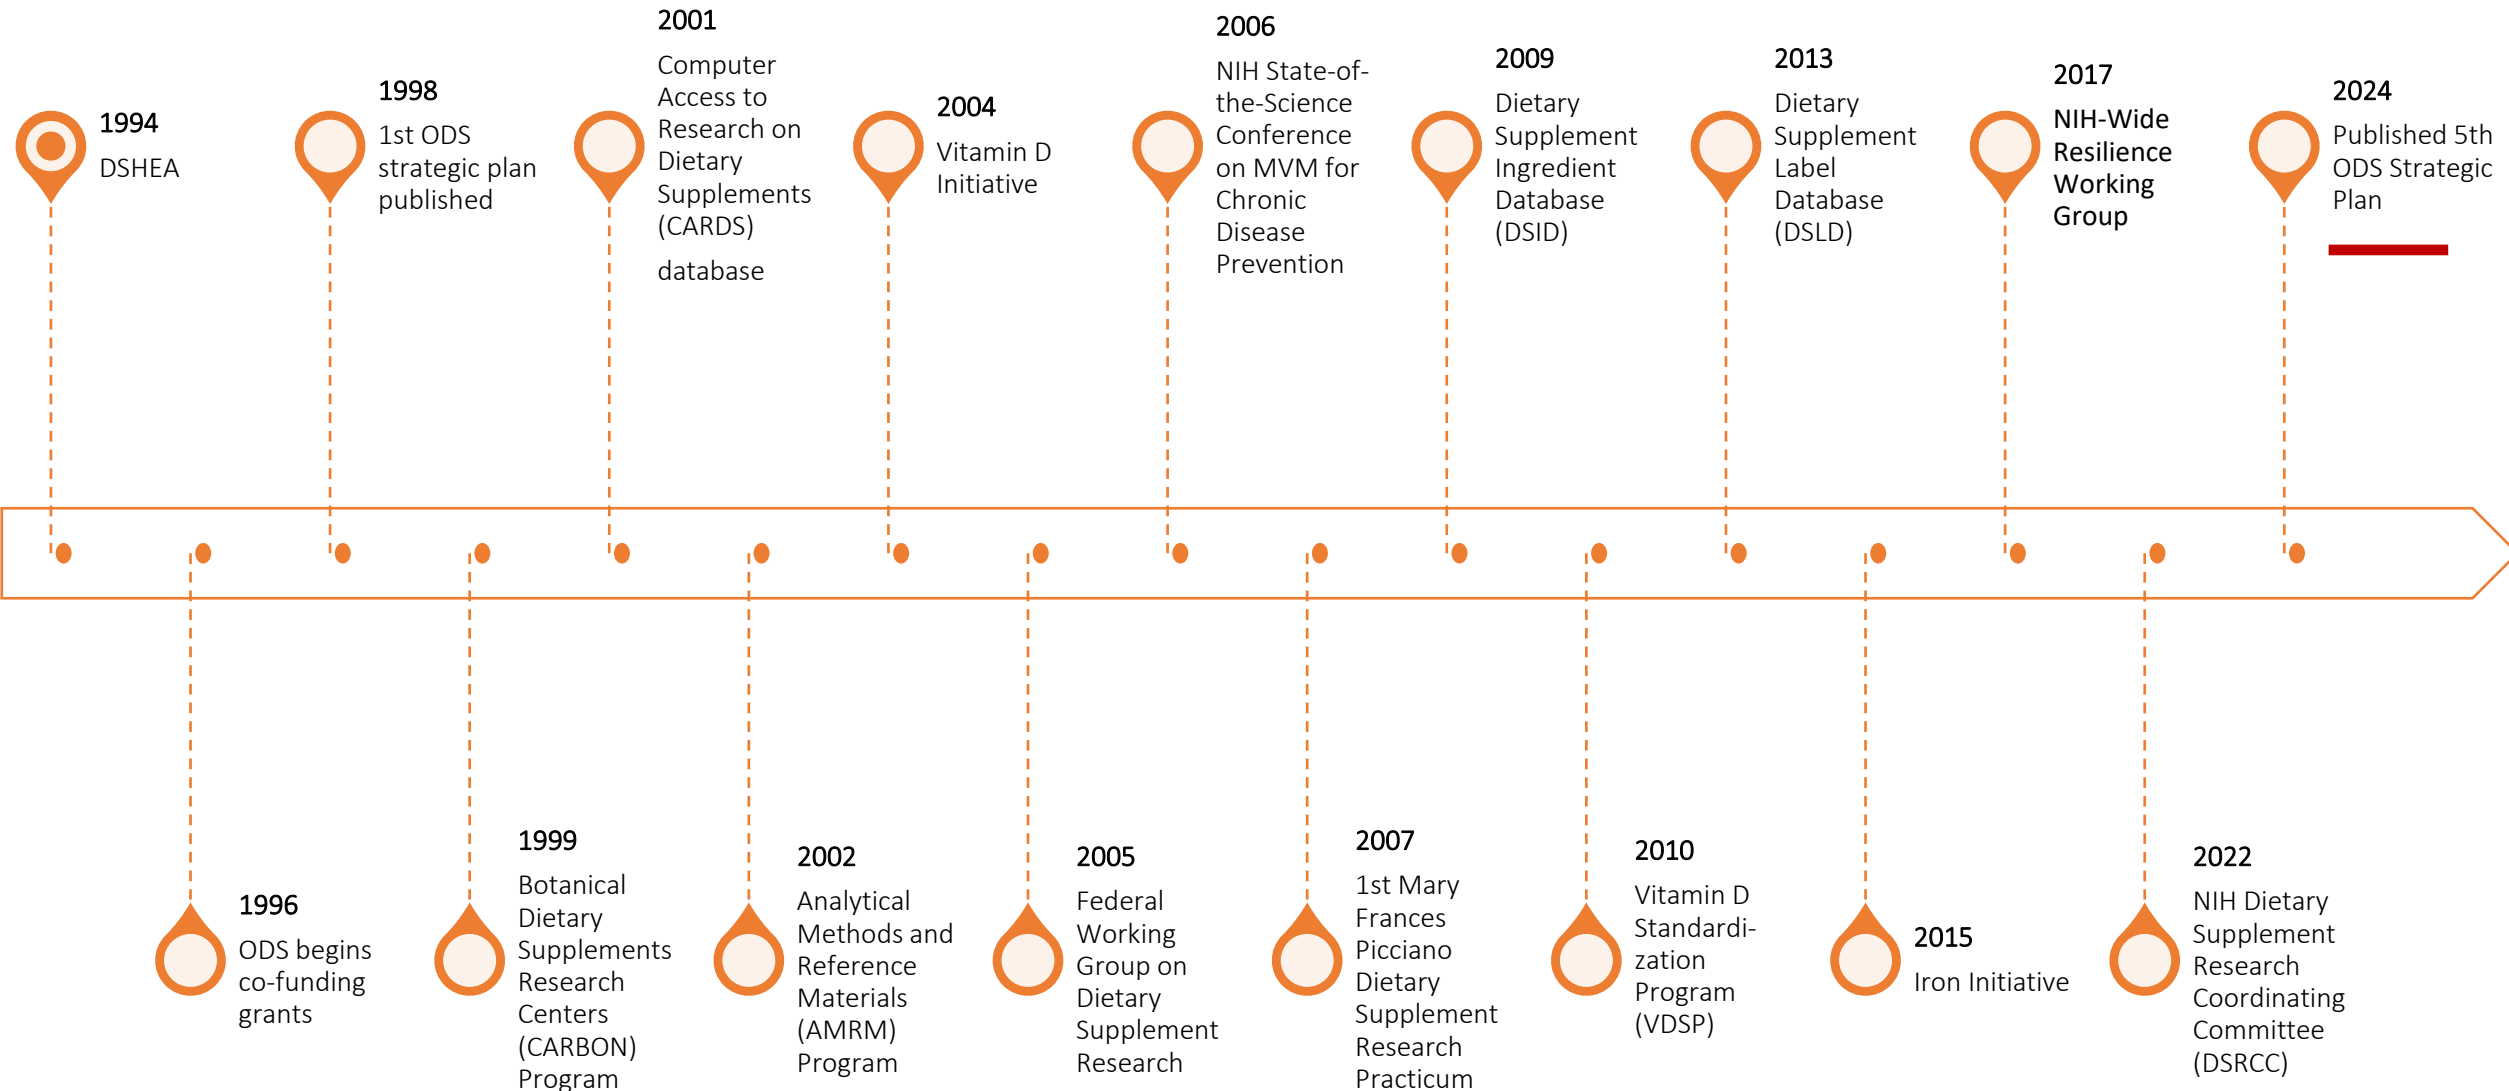 1994
DSHEA
1998
1st ODS
strategic plan
published
2001
Computer
Access to
Research on
Dietary
Supplements
(CARDS)
database
2004
Vitamin D
Initiative
2006
NIH State-of-
the-Science
Conference
on MVM for
Chronic
Disease
Prevention
2009
Dietary
Supplement
Ingredient
Database
(DSID)
2013
Dietary
Supplement
Label
Database
(DSLD)
2017
NIH-Wide
Resilience
Working
Group
2024
Published 5th
ODS Strategic
Plan
1996
ODS begins
co-funding
grants
1999
Botanical
Dietary
Supplements
Research
Centers
(CARBON)
Program
2002
Analytical
Methods and
Reference
Materials
(AMRM)
Program
2005
Federal
Working
Group on
Dietary
Supplement
Research
2007
1st Mary
Frances
Picciano
Dietary
Supplement
Research
Practicum
2010
Vitamin D
Standardi-
zation
Program
(VDSP)
2015
Iron Initiative
2022
NIH Dietary
Supplement
Research
Coordinating
Committee
(DSRCC)